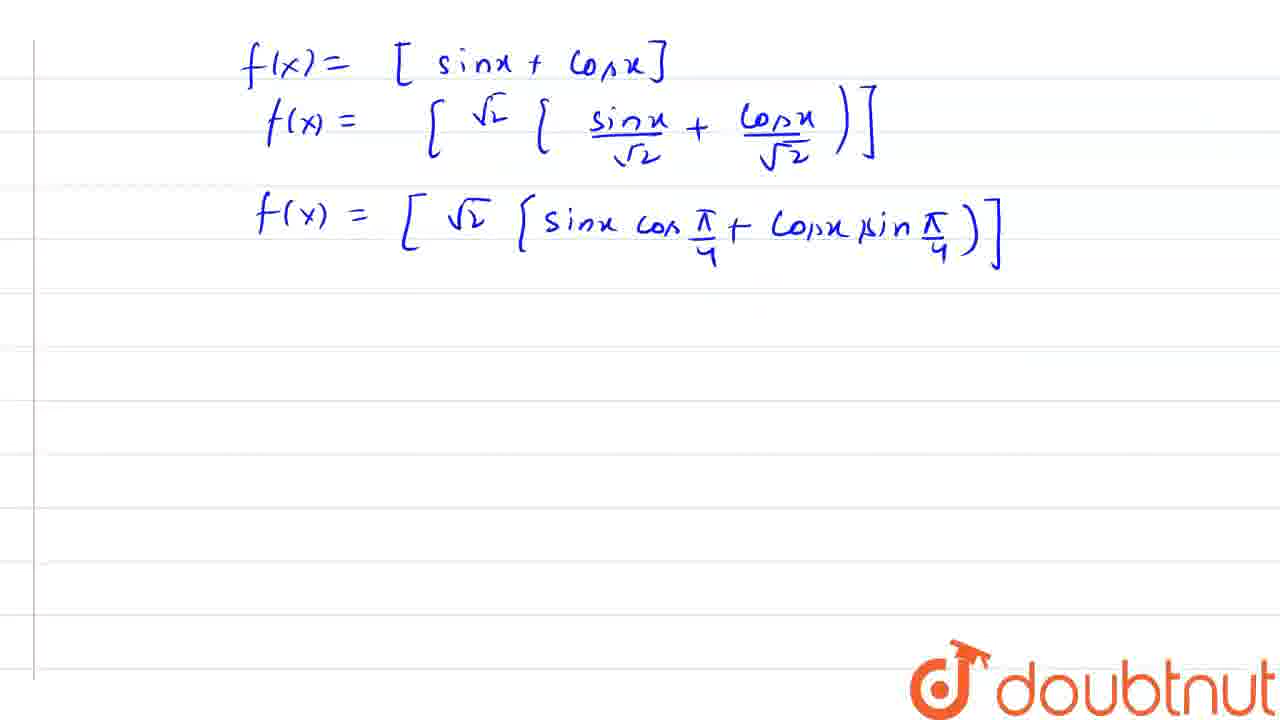 f(x) = [ sinx + cosx ]
f(x) = [ √2 ( sinx/√2 + cosx/√2 ) ]
f(x) = [ √2 ( sinx cos π/4 + cosx sin π/4 ) ]
doubtnut